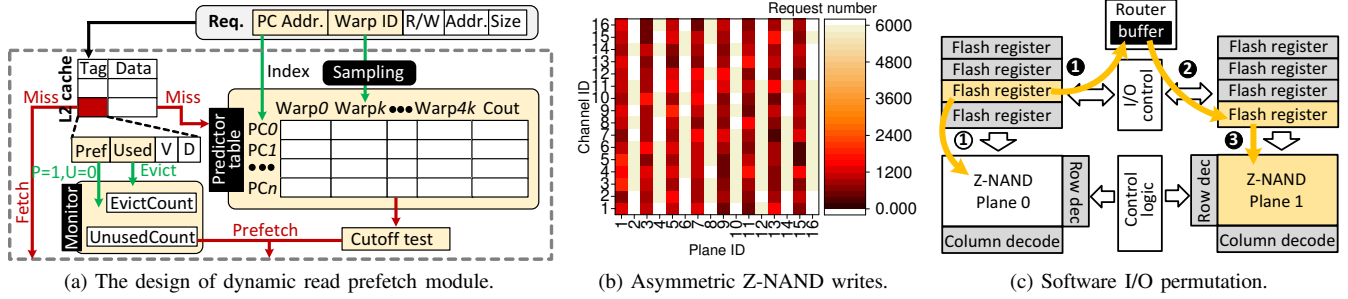 Req. PC Addr. Warp ID R/W Addr. Size
Index
Sampling
L2 cache
Tag Data
Miss
Miss
Pref Used V D
P=1,U=0
Evict
Monitor
EvictCount
UnusedCount
Fetch
Prefetch
Predictor table
Warp0 Warpk ●●● Warp4k Cout
PC0
PC1
●●●
PCn
Cutoff test
(a) The design of dynamic read prefetch module.
Request number
6000
4800
3600
2400
1200
0.000
Channel ID
16
15
14
13
12
11
10
9
8
7
6
5
4
3
2
1
1 2 3 4 5 6 7 8 9 10 11 12 13 14 15 16
Plane ID
(b) Asymmetric Z-NAND writes.
Router
buffer
Flash register
Flash register
Flash register
Flash register
❶
①
I/O control
❷
❸
Flash register
Flash register
Flash register
Flash register
Z-NAND
Plane 0
Row dec
Column decode
Control logic
Row dec
Z-NAND
Plane 1
Column decode
(c) Software I/O permutation.